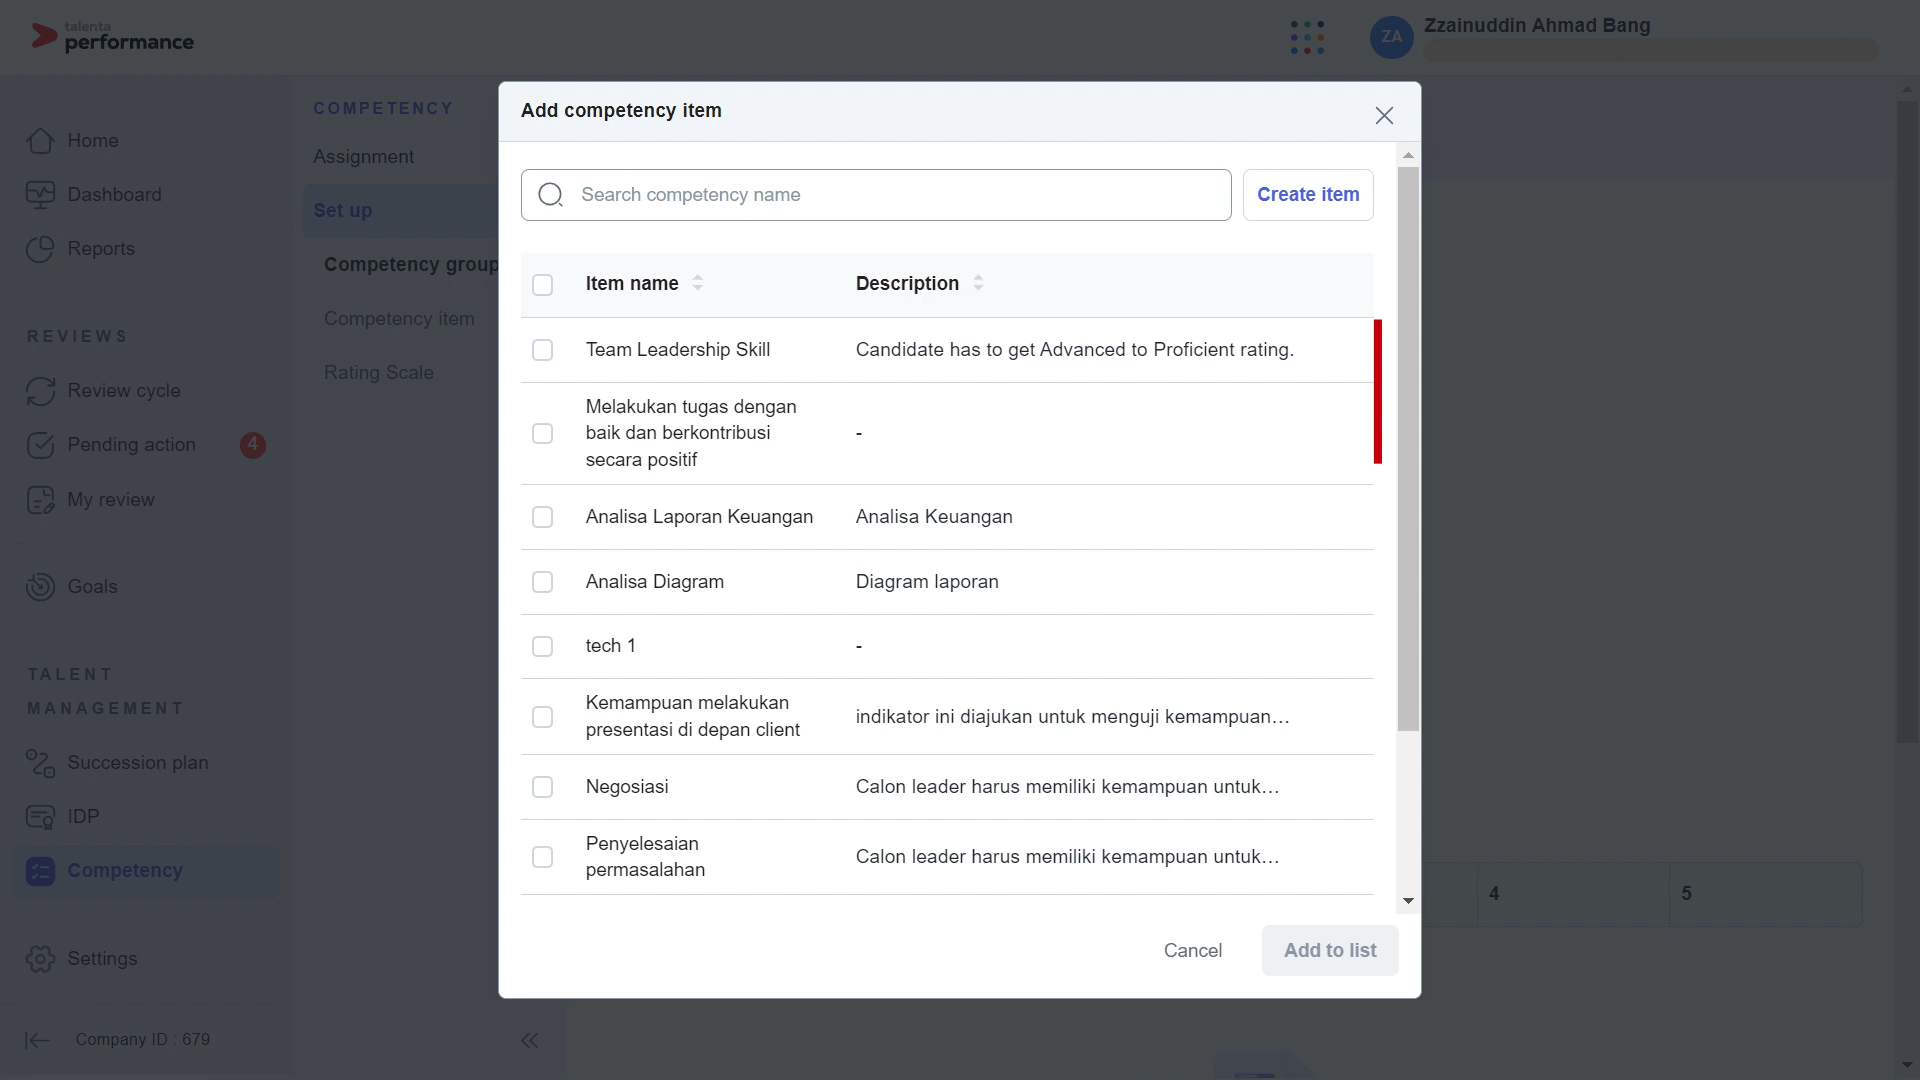 talenta
performance
Zzainuddin Ahmad Bang
ZA
Home
Dashboard
Reports
REVIEWS
Review cycle
Pending action
4
My review
Goals
TALENT
MANAGEMENT
Succession plan
IDP
Competency
Settings
Company ID : 679
COMPETENCY
Assignment
Set up
Competency group
Competency item
Rating Scale
Add competency item
Search competency name
Create item
Item name
Description
Team Leadership Skill
Candidate has to get Advanced to Proficient rating.
Melakukan tugas dengan
baik dan berkontribusi
secara positif
-
Analisa Laporan Keuangan
Analisa Keuangan
Analisa Diagram
Diagram laporan
tech 1
-
Kemampuan melakukan
presentasi di depan client
indikator ini diajukan untuk menguji kemampuan...
Negosiasi
Calon leader harus memiliki kemampuan untuk...
Penyelesaian
permasalahan
Calon leader harus memiliki kemampuan untuk...
Cancel
Add to list
4
5